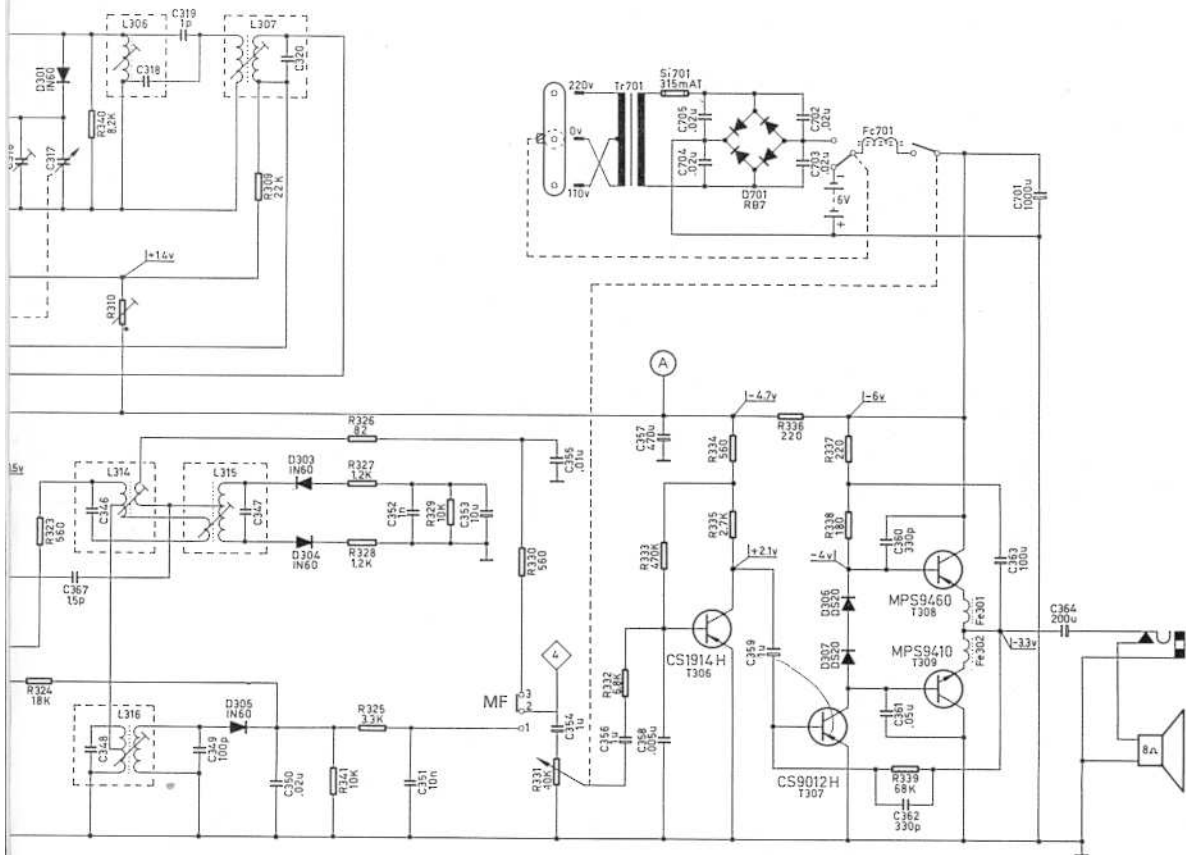 L306
C319
1p
L307
C318
C320
D301
IN60
R340
8,2K
C317
R309
22K
220v
0v
110v
Tr701
Si701
315mAT
C705
.02u
C704
.02u
D701
RB7
C702
.02u
C703
.02u
Fc701
6V
C701
1000u
+1.4v
R310
A
-4.7v
R336
220
-6v
R326
82
C355
.01u
C357
470u
R334
560
R337
220
L314
L315
D303
IN60
R327
1,2K
C346
C347
C352
1n
R329
10K
C353
10u
R323
560
D304
IN60
R328
1,2K
R330
560
R333
470K
R335
2.7K
R338
180
C360
330p
C363
100u
C367
1,5p
+2.1v
-4v
MPS9460
T308
D306
DS20
Fe301
C364
200u
CS1914H
T306
C359
1u
D307
DS20
MPS9410
T309
Fe302
-3.3v
4
R332
6.8K
R324
18K
MF
3
2
1
L316
D305
IN60
R325
3.3K
C354
1u
C356
1u
C358
.005u
C361
.05u
C348
C349
100p
C350
.02u
R341
10K
C351
10n
R331
40K
CS9012H
T307
R339
68K
C362
330p
8Ω